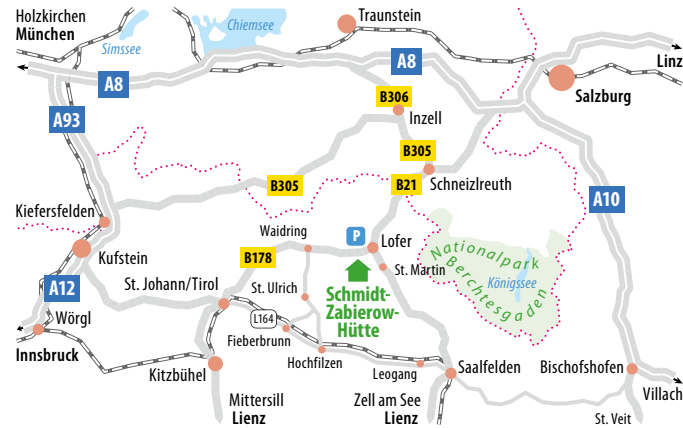 Holzkirchen
München
Simssee
Chiemsee
Traunstein
Linz
A8
A8
Salzburg
A93
B306
Inzell
B305
B305
B21
Schneizlreuth
A10
Kiefersfelden
Kufstein
Waidring
P
Lofer
B178
St. Martin
Nationalpark
Berchtesgaden
Königssee
A12
St. Johann/Tirol
St. Ulrich
Schmidt-
Zabierow-
Hütte
Wörgl
L164
Fieberbrunn
Innsbruck
Kitzbühel
Hochfilzen
Leogang
Saalfelden
Bischofshofen
Villach
Mittersill
Lienz
Zell am See
Lienz
St. Veit